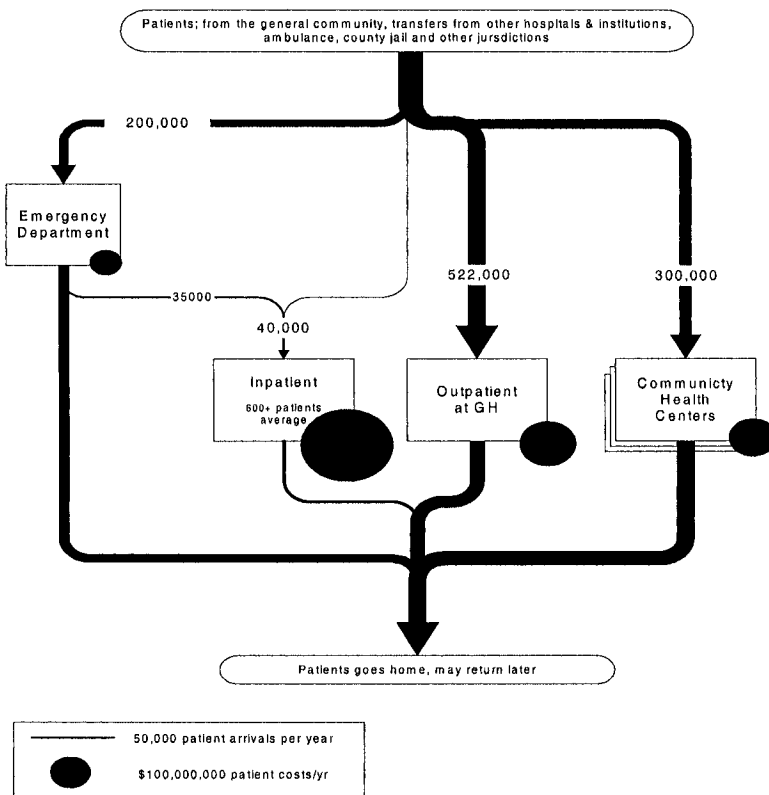 Patients; from the general community, transfers from other hospitals & institutions,
ambulance, county jail and other jursdictions
200,000
Emergency
Department
35000
40,000
522,000
300,000
Inpatient
600+ patients
average
Outpatient
at GH
Communicty
Health
Centers
Patients goes home, may return later
50,000 patient arrivals per year
$100,000,000 patient costs/yr